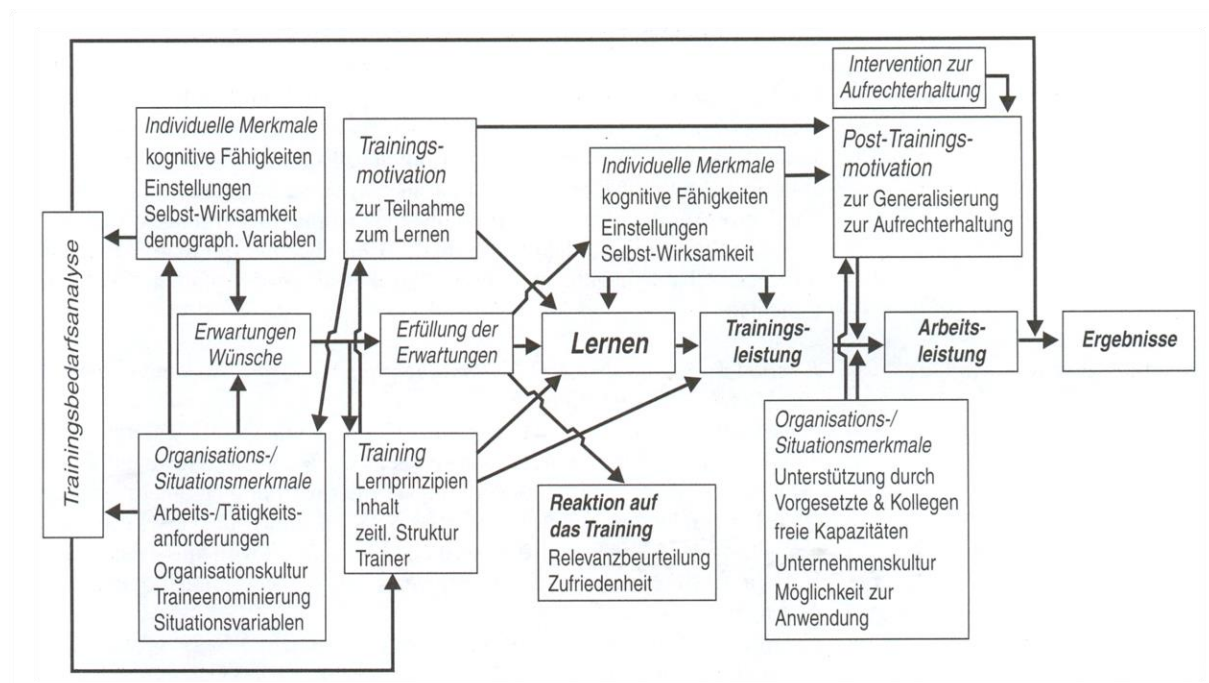 Intervention zur
Aufrechterhaltung
Individuelle Merkmale
kognitive Fähigkeiten
Einstellungen
Selbst-Wirksamkeit
demograph. Variablen
Trainings-
motivation
zur Teilnahme
zum Lernen
Individuelle Merkmale
kognitive Fähigkeiten
Einstellungen
Selbst-Wirksamkeit
Post-Trainings-
motivation
zur Generalisierung
zur Aufrechterhaltung
Trainingsbedarfsanalyse
Erwartungen
Wünsche
Erfüllung der
Erwartungen
Lernen
Trainings-
leistung
Arbeits-
leistung
Ergebnisse
Organisations-/
Situationsmerkmale
Arbeits-/Tätigkeits-
anforderungen
Organisationskultur
Traineenominierung
Situationsvariablen
Training
Lernprinzipien
Inhalt
zeitl. Struktur
Trainer
Reaktion auf
das Training
Relevanzbeurteilung
Zufriedenheit
Organisations-/
Situationsmerkmale
Unterstützung durch
Vorgesetzte & Kollegen
freie Kapazitäten
Unternehmenskultur
Möglichkeit zur
Anwendung